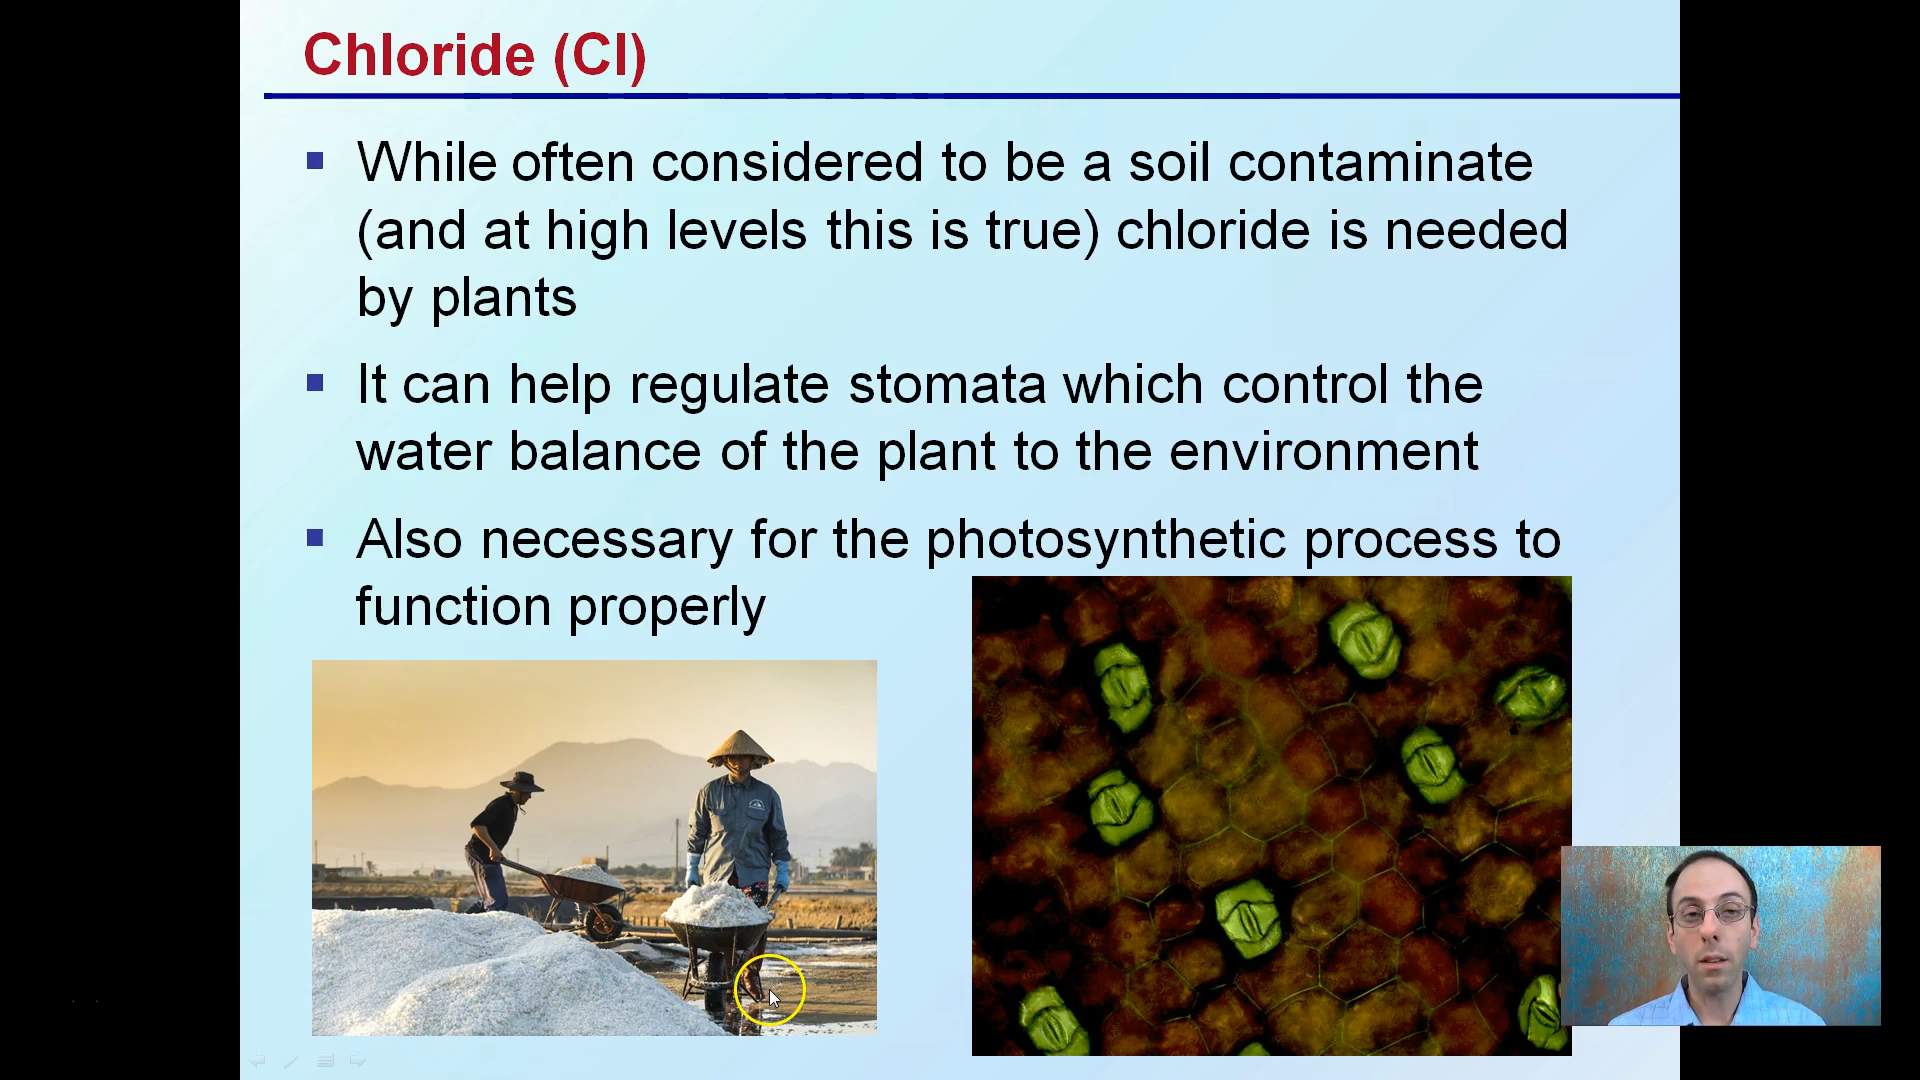 Chloride (Cl)
While often considered to be a soil contaminate
(and at high levels this is true) chloride is needed
by plants
It can help regulate stomata which control the
water balance of the plant to the environment
Also necessary for the photosynthetic process to
function properly